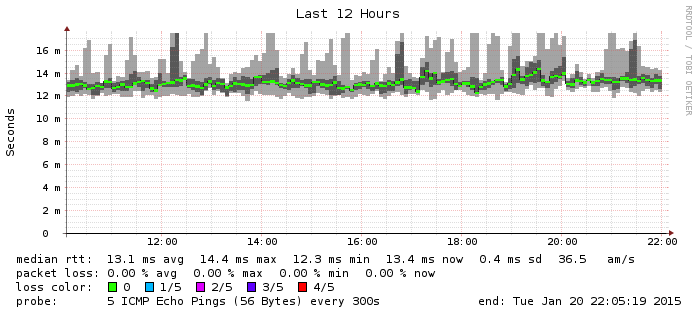 Last 12 Hours
RRDTOOL / TOBI OETIKER
Seconds
16 m
14 m
12 m
10 m
8 m
6 m
4 m
2 m
0
12:00 14:00 16:00 18:00 20:00 22:00
median rtt: 13.1 ms avg 14.4 ms max 12.3 ms min 13.4 ms now 0.4 ms sd 36.5 am/s
packet loss: 0.00 % avg 0.00 % max 0.00 % min 0.00 % now
loss color: 0 1/5 2/5 3/5 4/5
probe: 5 ICMP Echo Pings (56 Bytes) every 300s end: Tue Jan 20 22:05:19 2015